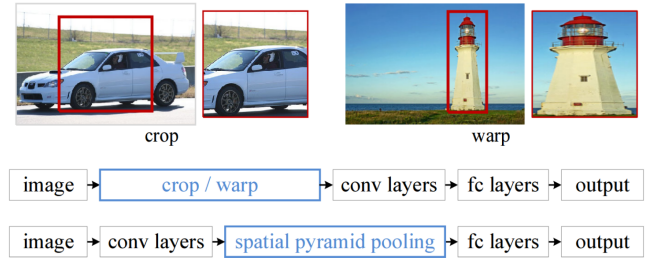 crop
warp
image crop / warp conv layers fc layers output
image conv layers spatial pyramid pooling fc layers output